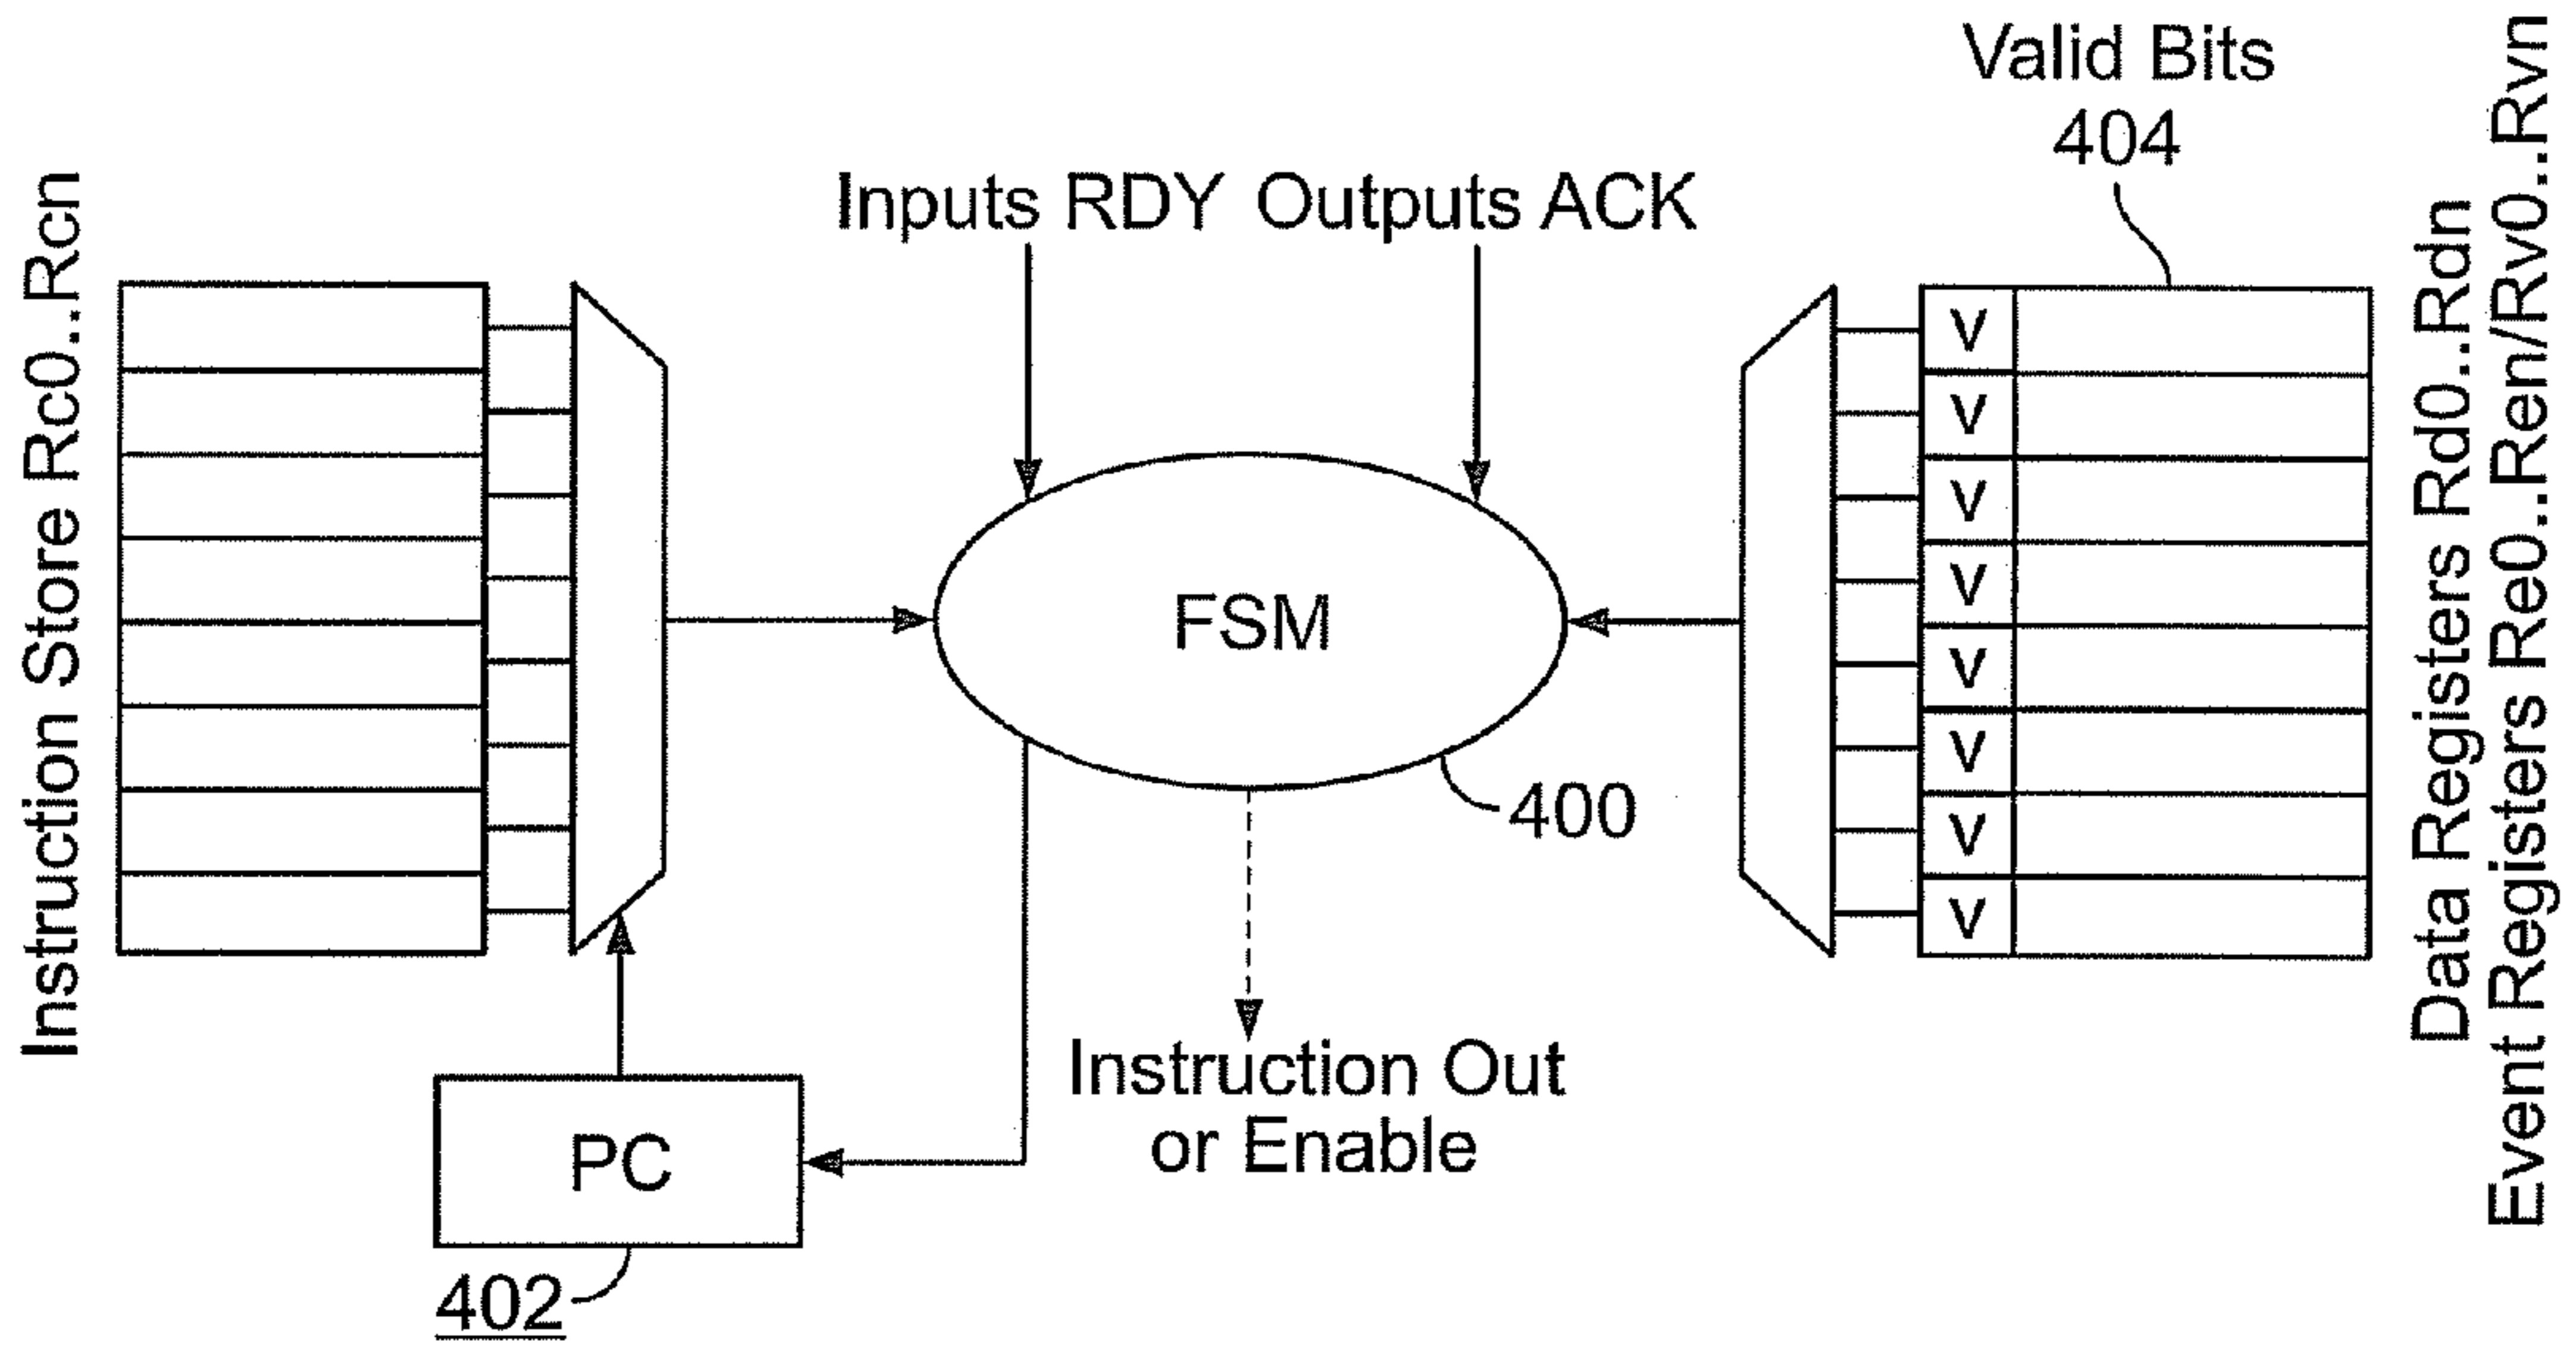 Instruction Store Rc0..Rcn
Inputs RDY
Outputs ACK
Valid Bits
404
V
V
V
V
V
V
V
V
Data Registers Rd0..Rdn
Event Registers Re0..Ren/Rv0..Rvn
FSM
400
Instruction Out
or Enable
PC
402